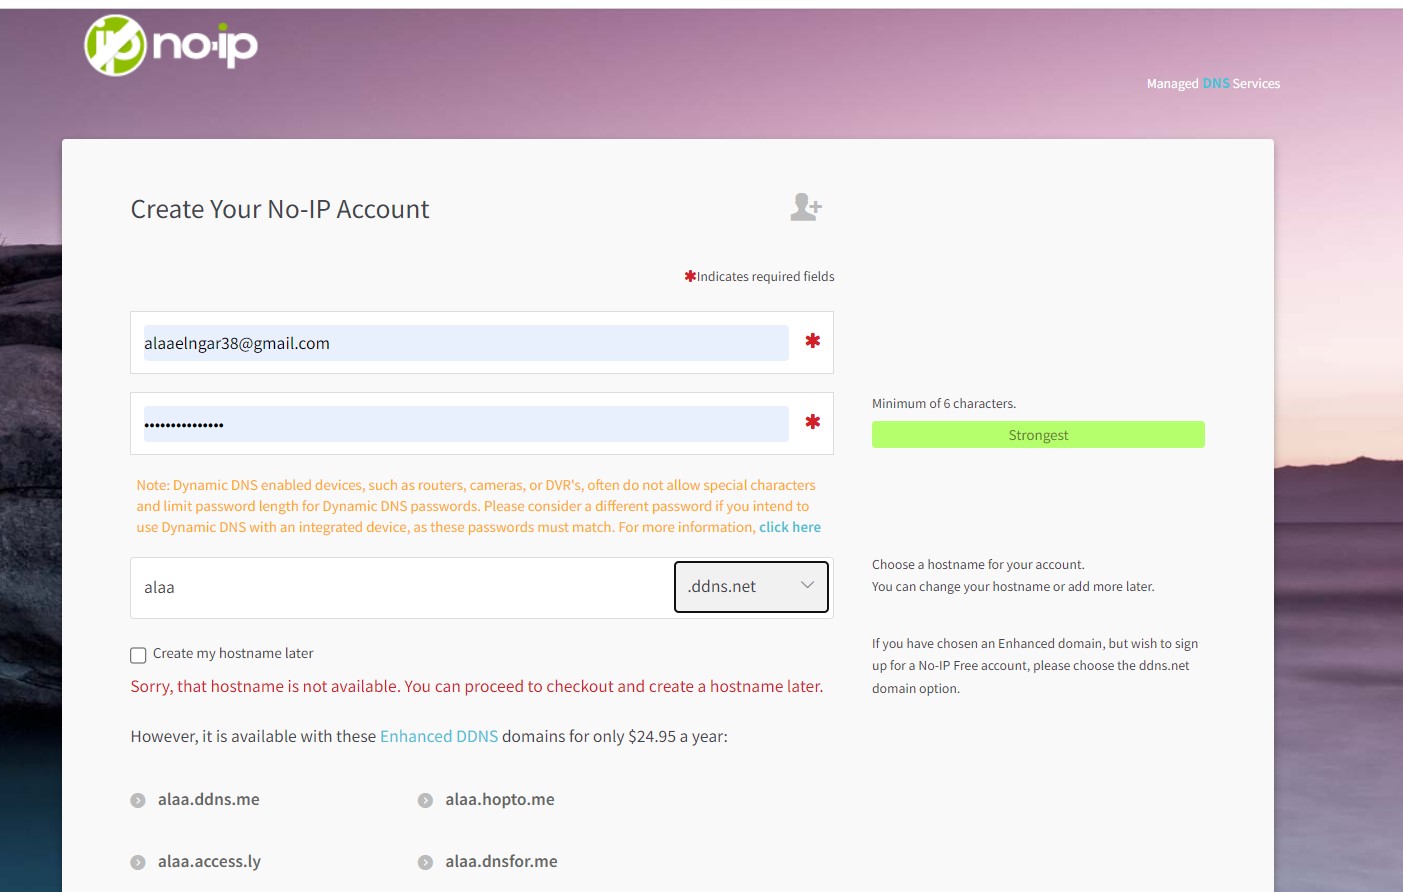 no-ip
Managed DNS Services
Create Your No-IP Account
✱Indicates required fields
alaaelngar38@gmail.com
✱
Minimum of 6 characters.
•••••••••••••••
✱
Strongest
Note: Dynamic DNS enabled devices, such as routers, cameras, or DVR's, often do not allow special characters
and limit password length for Dynamic DNS passwords. Please consider a different password if you intend to
use Dynamic DNS with an integrated device, as these passwords must match. For more information, click here
alaa
.ddns.net
Choose a hostname for your account.
You can change your hostname or add more later.
If you have chosen an Enhanced domain, but wish to sign
up for a No-IP Free account, please choose the ddns.net
domain option.
Create my hostname later
Sorry, that hostname is not available. You can proceed to checkout and create a hostname later.
However, it is available with these Enhanced DDNS domains for only $24.95 a year:
alaa.ddns.me
alaa.hopto.me
alaa.access.ly
alaa.dnsfor.me